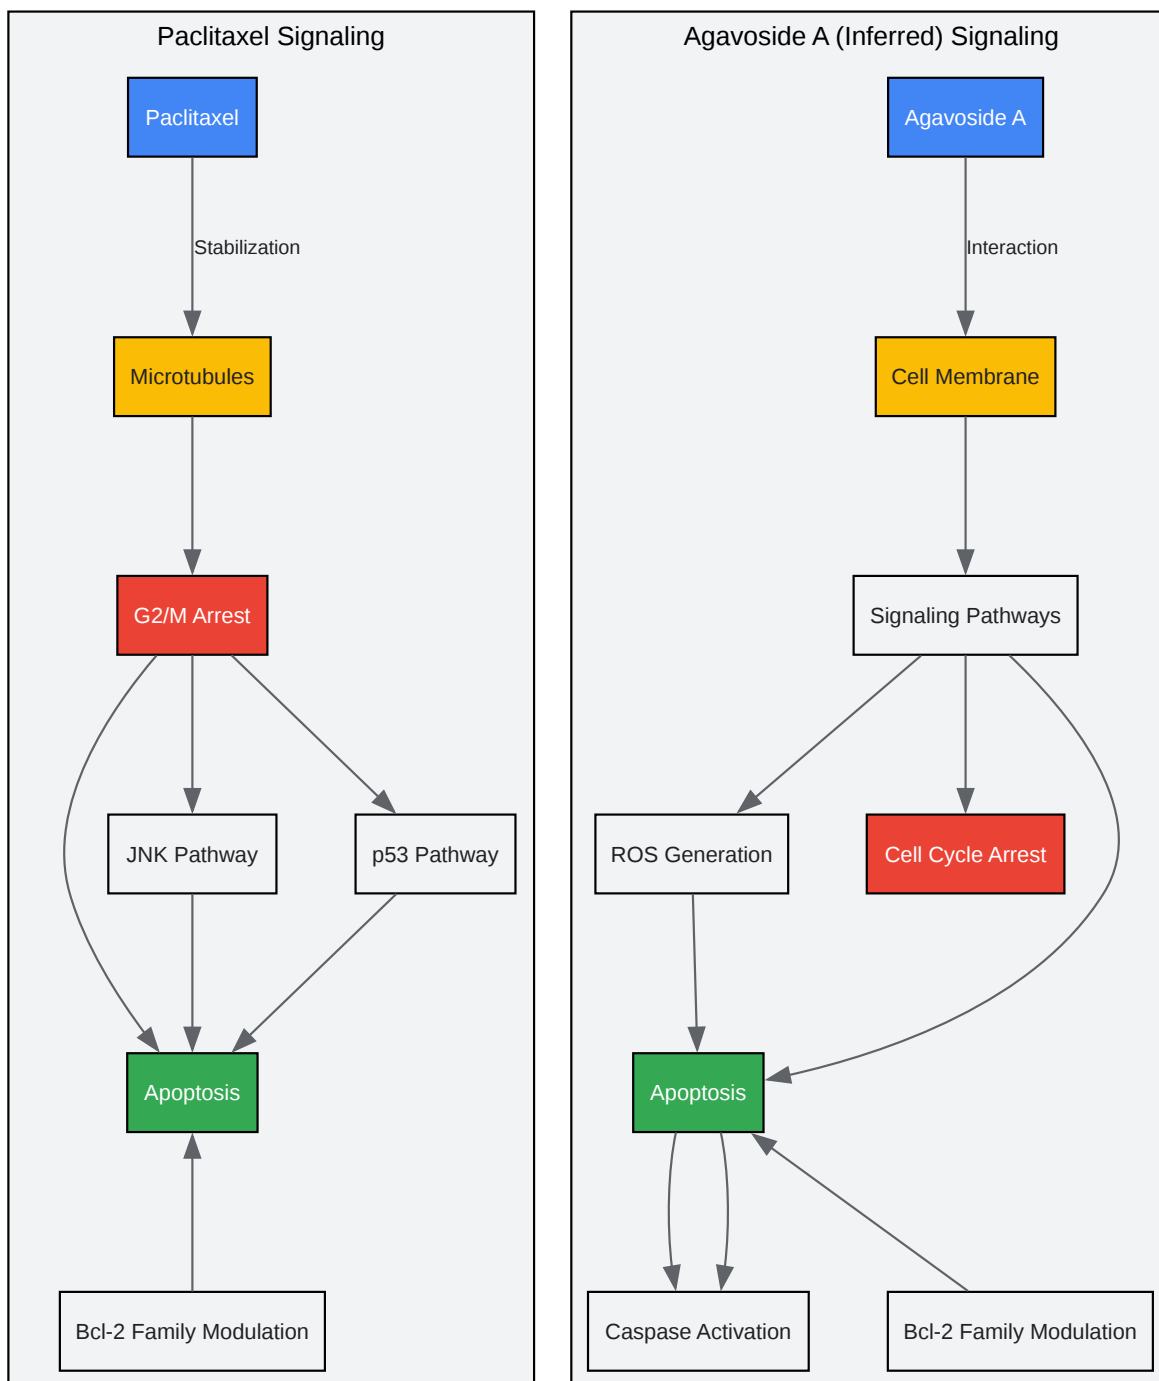 Paclitaxel Signaling
Paclitaxel
Stabilization
Microtubules
G2/M Arrest
JNK Pathway
p53 Pathway
Apoptosis
Bcl-2 Family Modulation
Agavoside A (Inferred) Signaling
Agavoside A
Interaction
Cell Membrane
Signaling Pathways
ROS Generation
Cell Cycle Arrest
Apoptosis
Caspase Activation
Bcl-2 Family Modulation